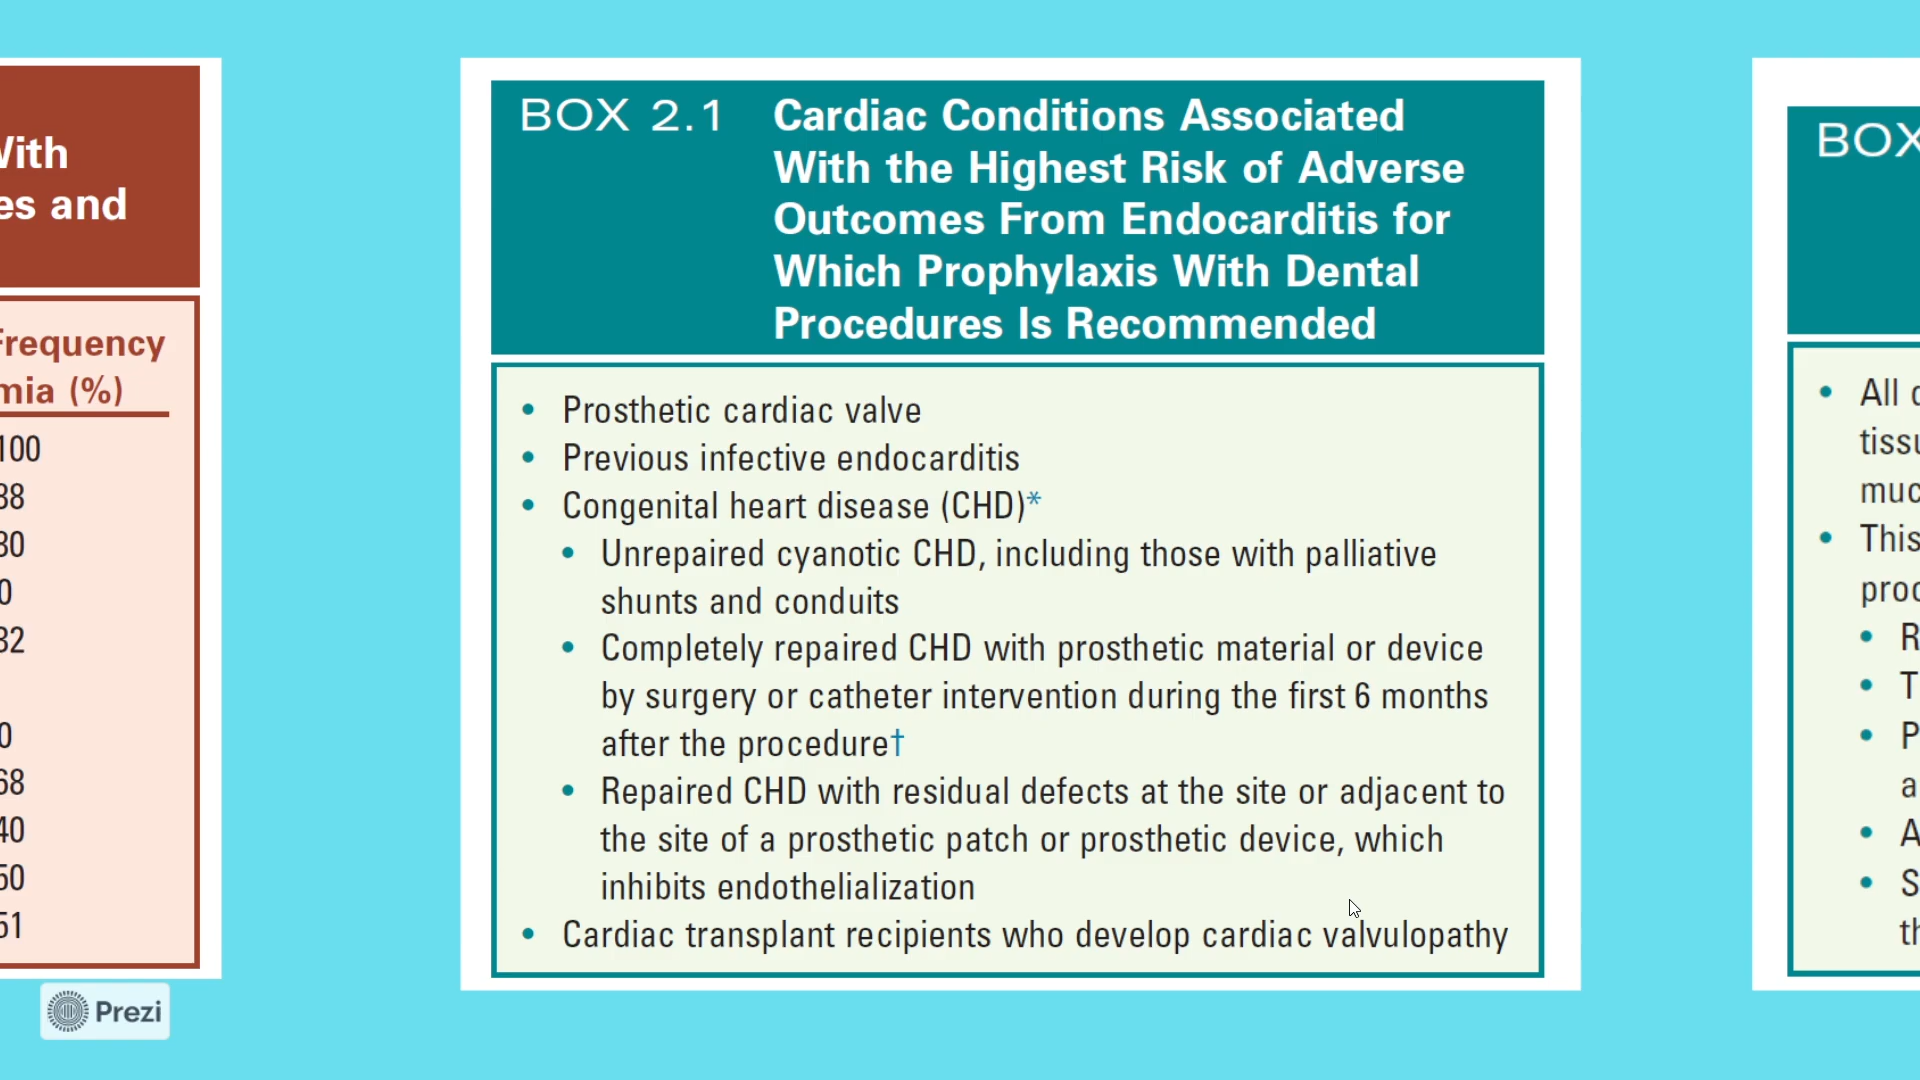 With
es and
Frequency
mia (%)
100
88
80
0
82
0
68
40
50
51
BOX 2.1 Cardiac Conditions Associated
With the Highest Risk of Adverse
Outcomes From Endocarditis for
Which Prophylaxis With Dental
Procedures Is Recommended
• Prosthetic cardiac valve
• Previous infective endocarditis
• Congenital heart disease (CHD)*
• Unrepaired cyanotic CHD, including those with palliative
shunts and conduits
• Completely repaired CHD with prosthetic material or device
by surgery or catheter intervention during the first 6 months
after the procedure†
• Repaired CHD with residual defects at the site or adjacent to
the site of a prosthetic patch or prosthetic device, which
inhibits endothelialization
• Cardiac transplant recipients who develop cardiac valvulopathy
BOX
• All
tissu
muc
• This
proc
• R
• T
• P
a
• A
• S
th
Prezi